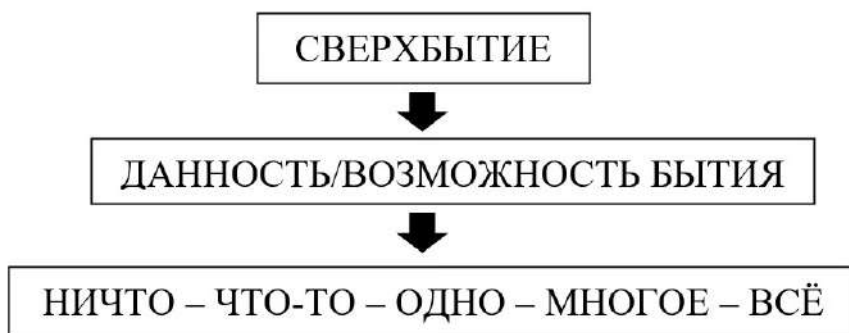 СВЕРХБЫТИЕ
ДАННОСТЬ/ВОЗМОЖНОСТЬ БЫТИЯ
НИЧТО – ЧТО-ТО – ОДНО – МНОГОЕ – ВСЁ